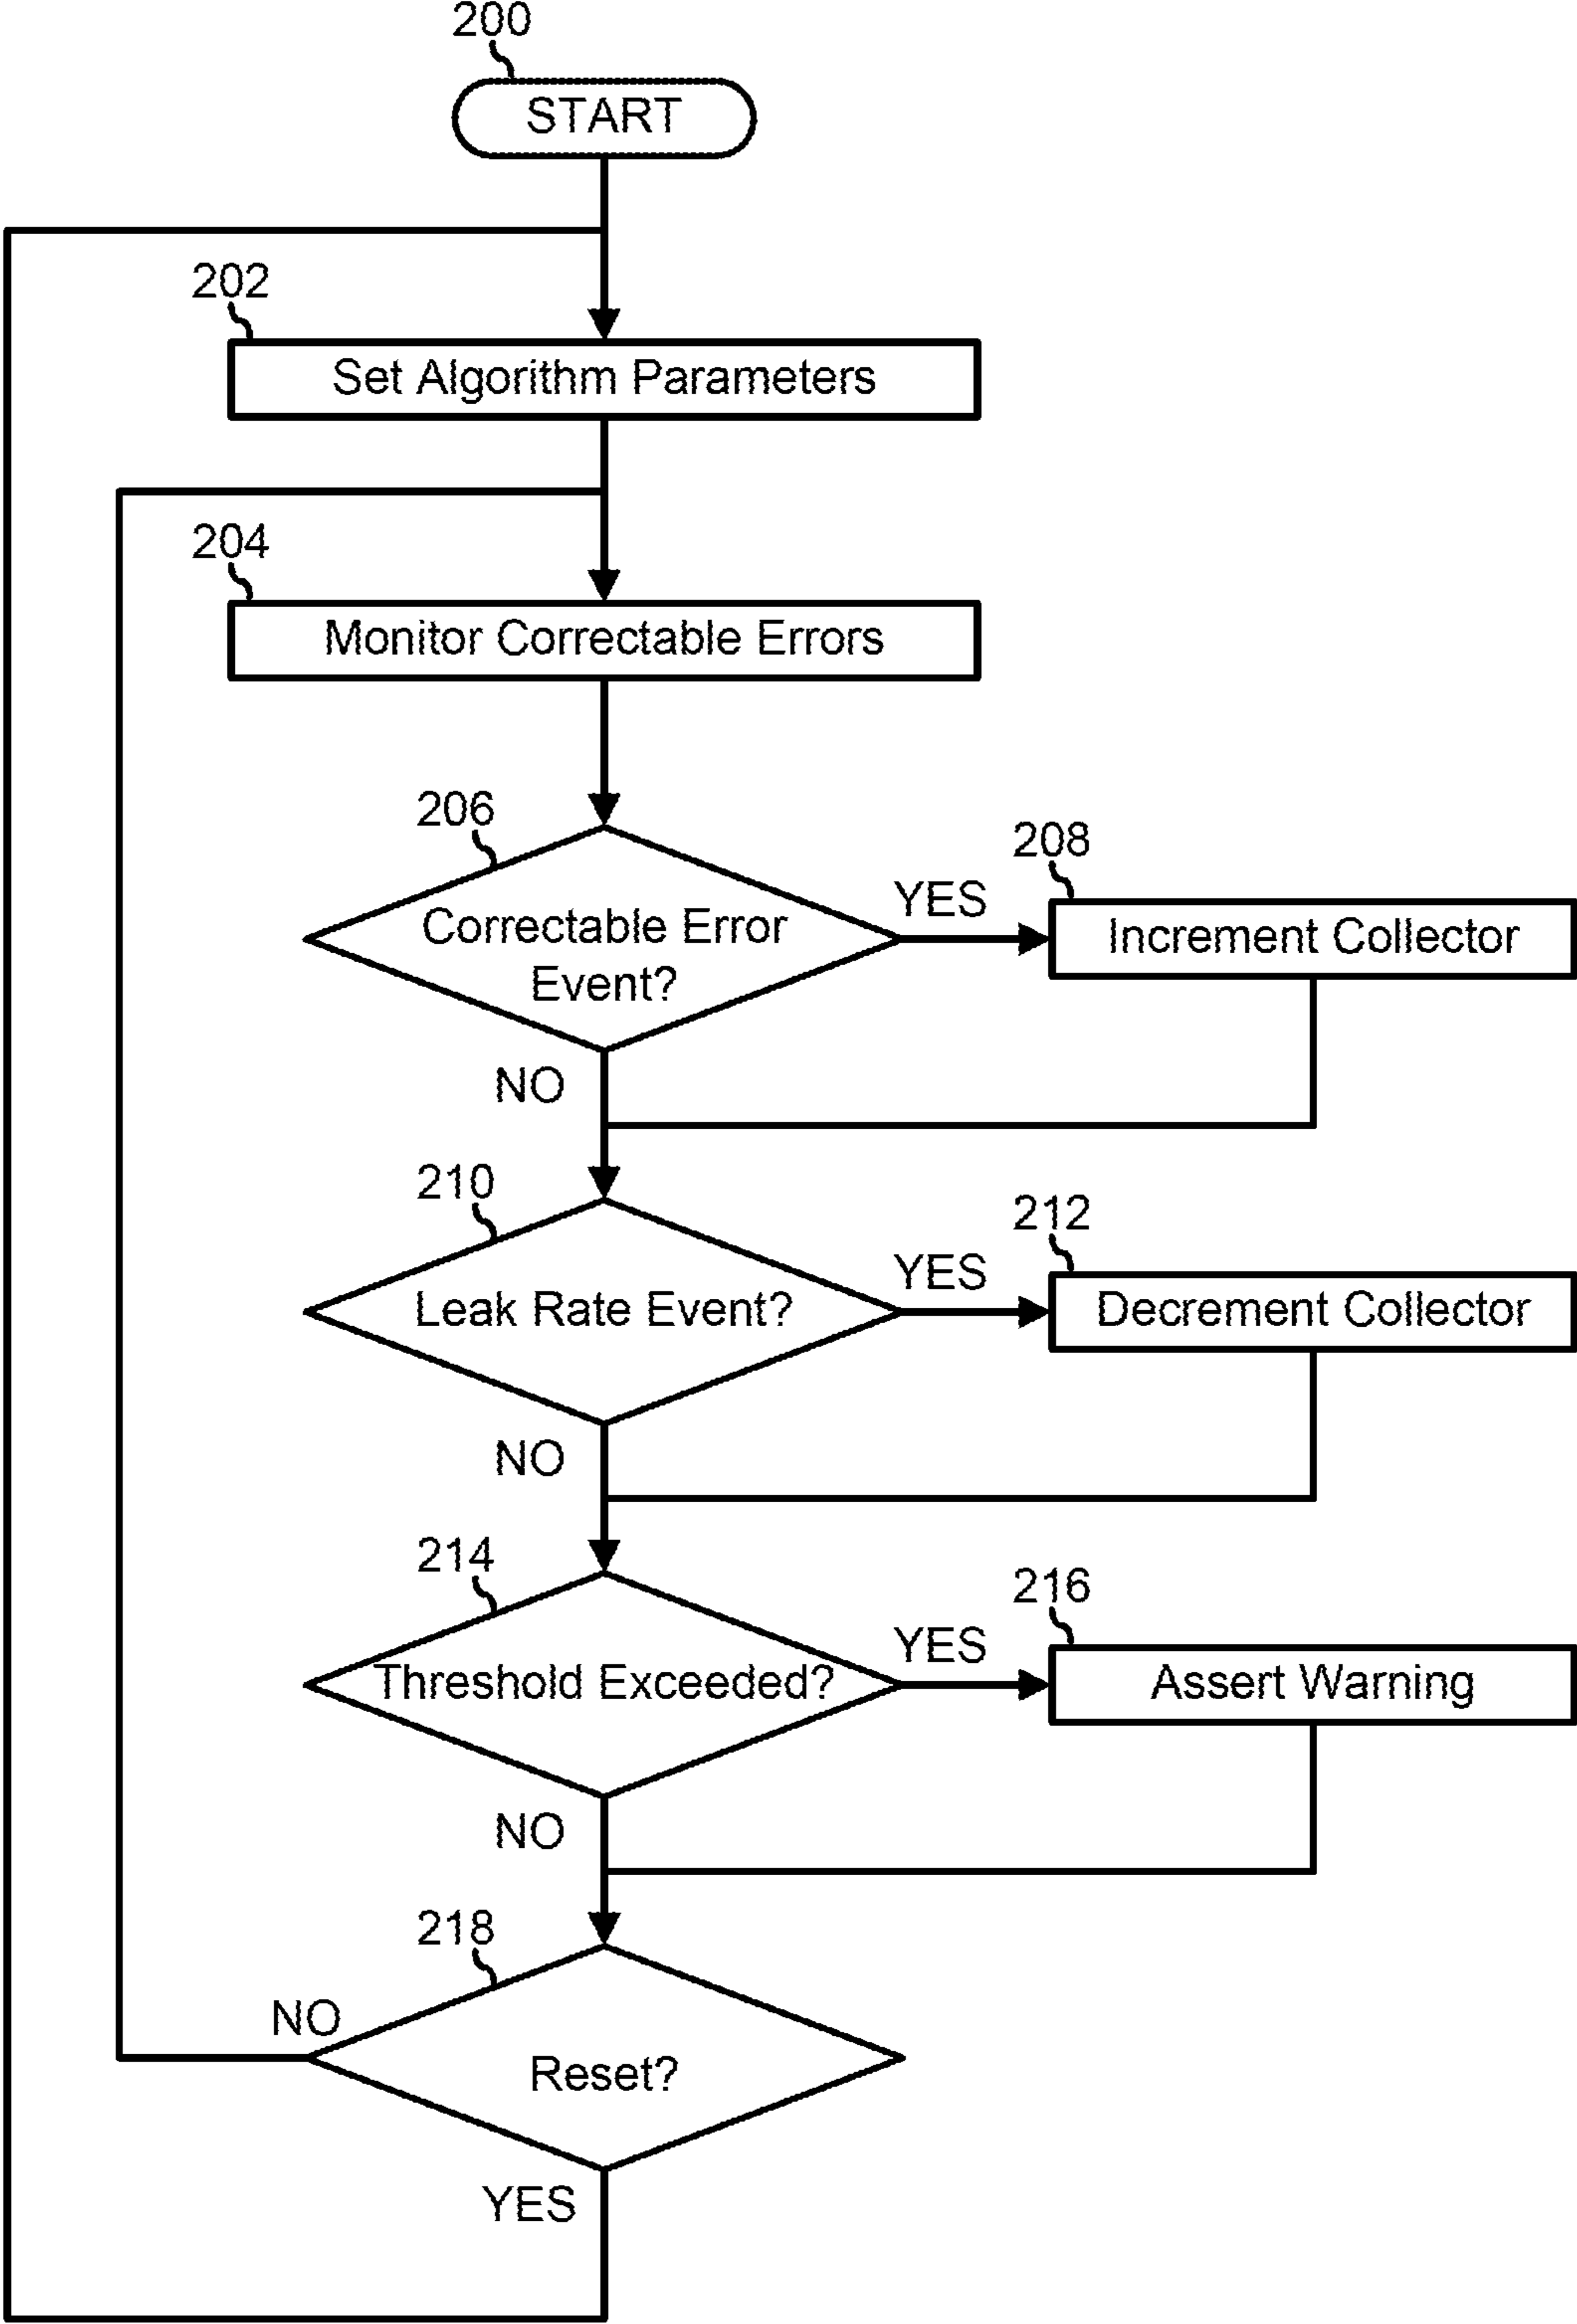 200
START
202
Set Algorithm Parameters
204
Monitor Correctable Errors
206
Correctable Error
Event?
YES
208
Increment Collector
NO
210
Leak Rate Event?
YES
212
Decrement Collector
NO
214
Threshold Exceeded?
YES
216
Assert Warning
NO
218
Reset?
NO
YES